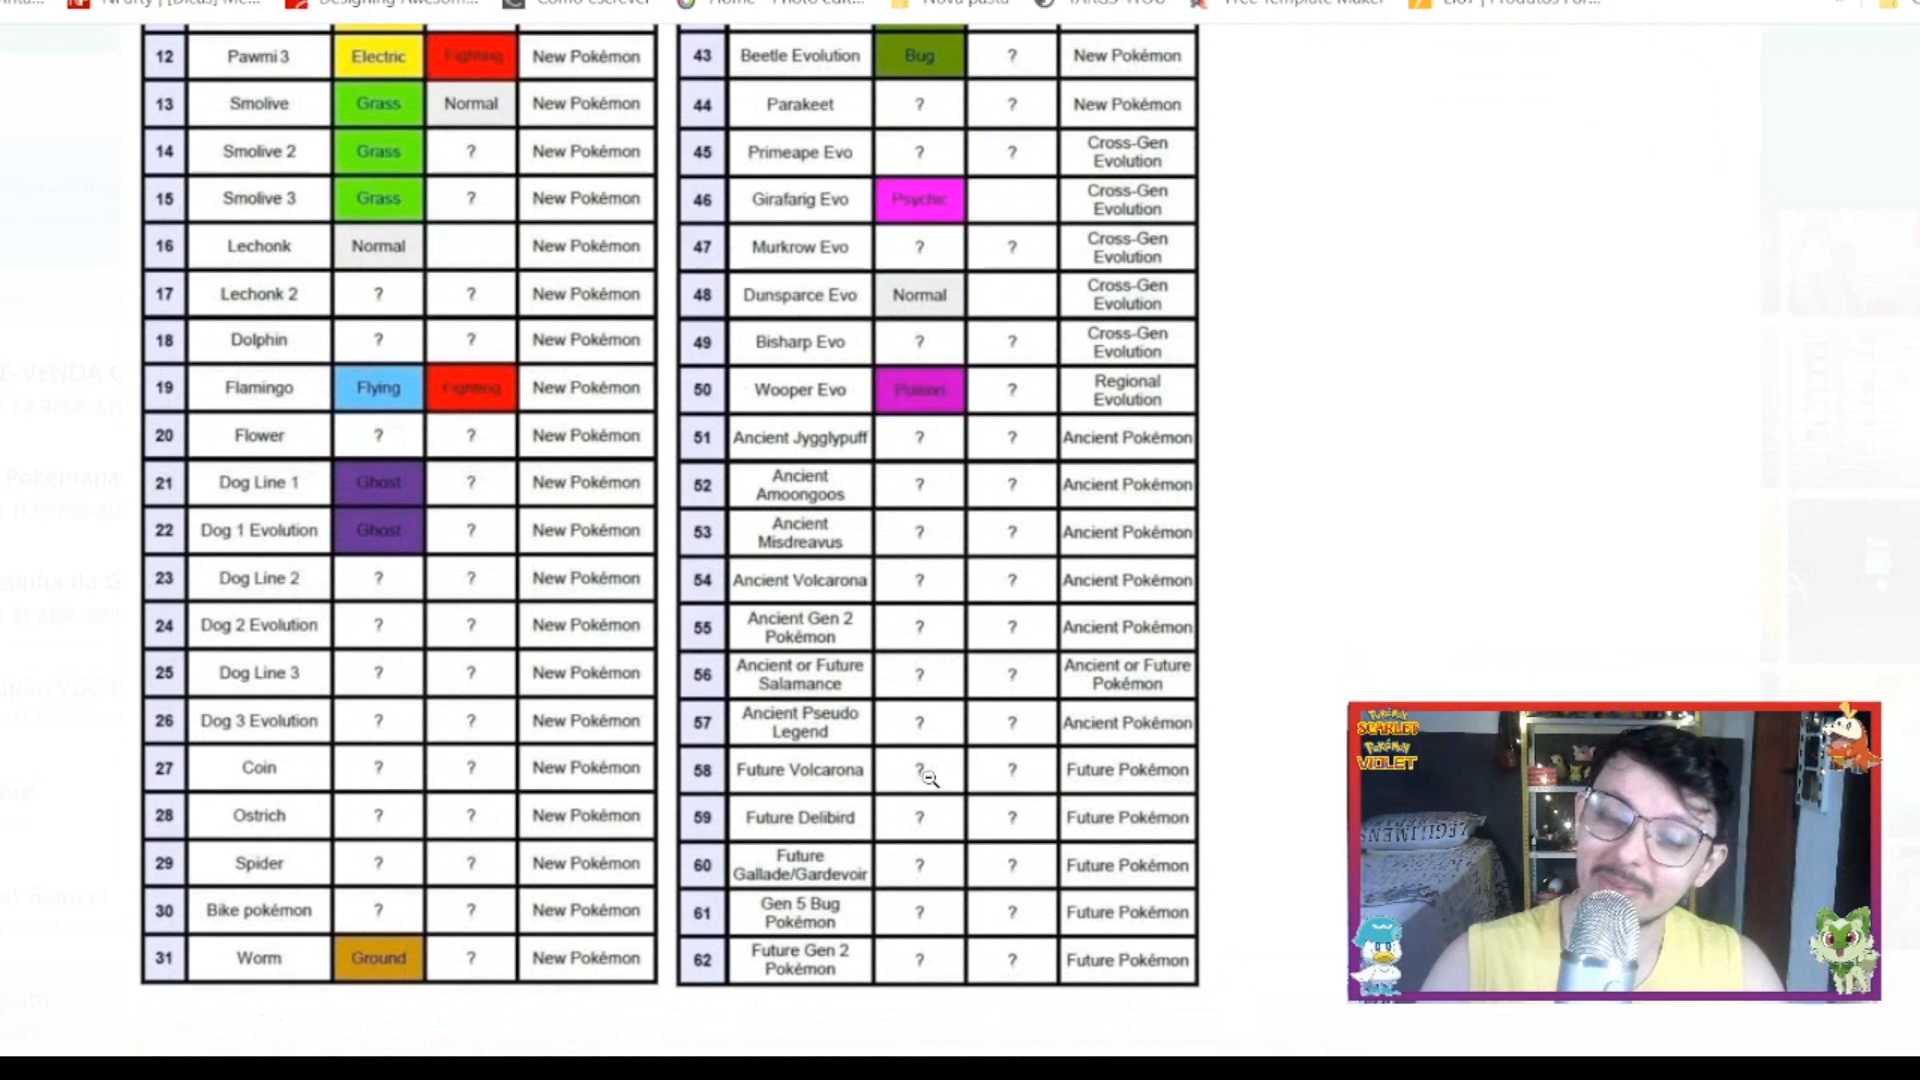 12 Pawmi 3 Electric Fighting New Pokémon
13 Smolive Grass Normal New Pokémon
14 Smolive 2 Grass ? New Pokémon
15 Smolive 3 Grass ? New Pokémon
16 Lechonk Normal New Pokémon
17 Lechonk 2 ? ? New Pokémon
18 Dolphin ? ? New Pokémon
19 Flamingo Flying Fighting New Pokémon
20 Flower ? ? New Pokémon
21 Dog Line 1 Ghost ? New Pokémon
22 Dog 1 Evolution Ghost ? New Pokémon
23 Dog Line 2 ? ? New Pokémon
24 Dog 2 Evolution ? ? New Pokémon
25 Dog Line 3 ? ? New Pokémon
26 Dog 3 Evolution ? ? New Pokémon
27 Coin ? ? New Pokémon
28 Ostrich ? ? New Pokémon
29 Spider ? ? New Pokémon
30 Bike pokémon ? ? New Pokémon
31 Worm Ground ? New Pokémon
43 Beetle Evolution Bug ? New Pokémon
44 Parakeet ? ? New Pokémon
45 Primeape Evo ? ? Cross-Gen
Evolution
46 Girafarig Evo Psychic Cross-Gen
Evolution
47 Murkrow Evo ? ? Cross-Gen
Evolution
48 Dunsparce Evo Normal Cross-Gen
Evolution
49 Bisharp Evo ? ? Cross-Gen
Evolution
50 Wooper Evo Poison ? Regional
Evolution
51 Ancient Jygglypuff ? ? Ancient Pokémon
52 Ancient
Amoongoos ? ? Ancient Pokémon
53 Ancient
Misdreavus ? ? Ancient Pokémon
54 Ancient Volcarona ? ? Ancient Pokémon
55 Ancient Gen 2
Pokémon ? ? Ancient Pokémon
56 Ancient or Future
Salamance ? ? Ancient or Future
Pokémon
57 Ancient Pseudo
Legend ? ? Ancient Pokémon
58 Future Volcarona ? ? Future Pokémon
59 Future Delibird ? ? Future Pokémon
60 Future
Gallade/Gardevoir ? ? Future Pokémon
61 Gen 5 Bug
Pokémon ? ? Future Pokémon
62 Future Gen 2
Pokémon ? ? Future Pokémon
POKÉMON
SCARLET
POKÉMON
VIOLET